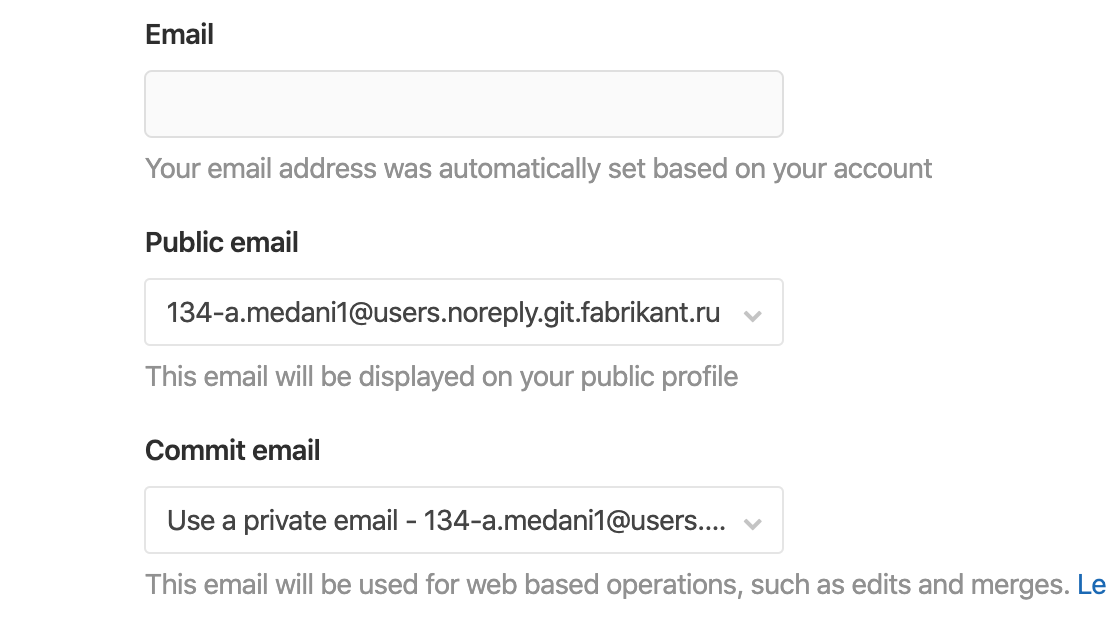 Email
Your email address was automatically set based on your account
Public email
134-a.medani1@users.noreply.git.fabrikant.ru
This email will be displayed on your public profile
Commit email
Use a private email - 134-a.medani1@users....
This email will be used for web based operations, such as edits and merges. Le